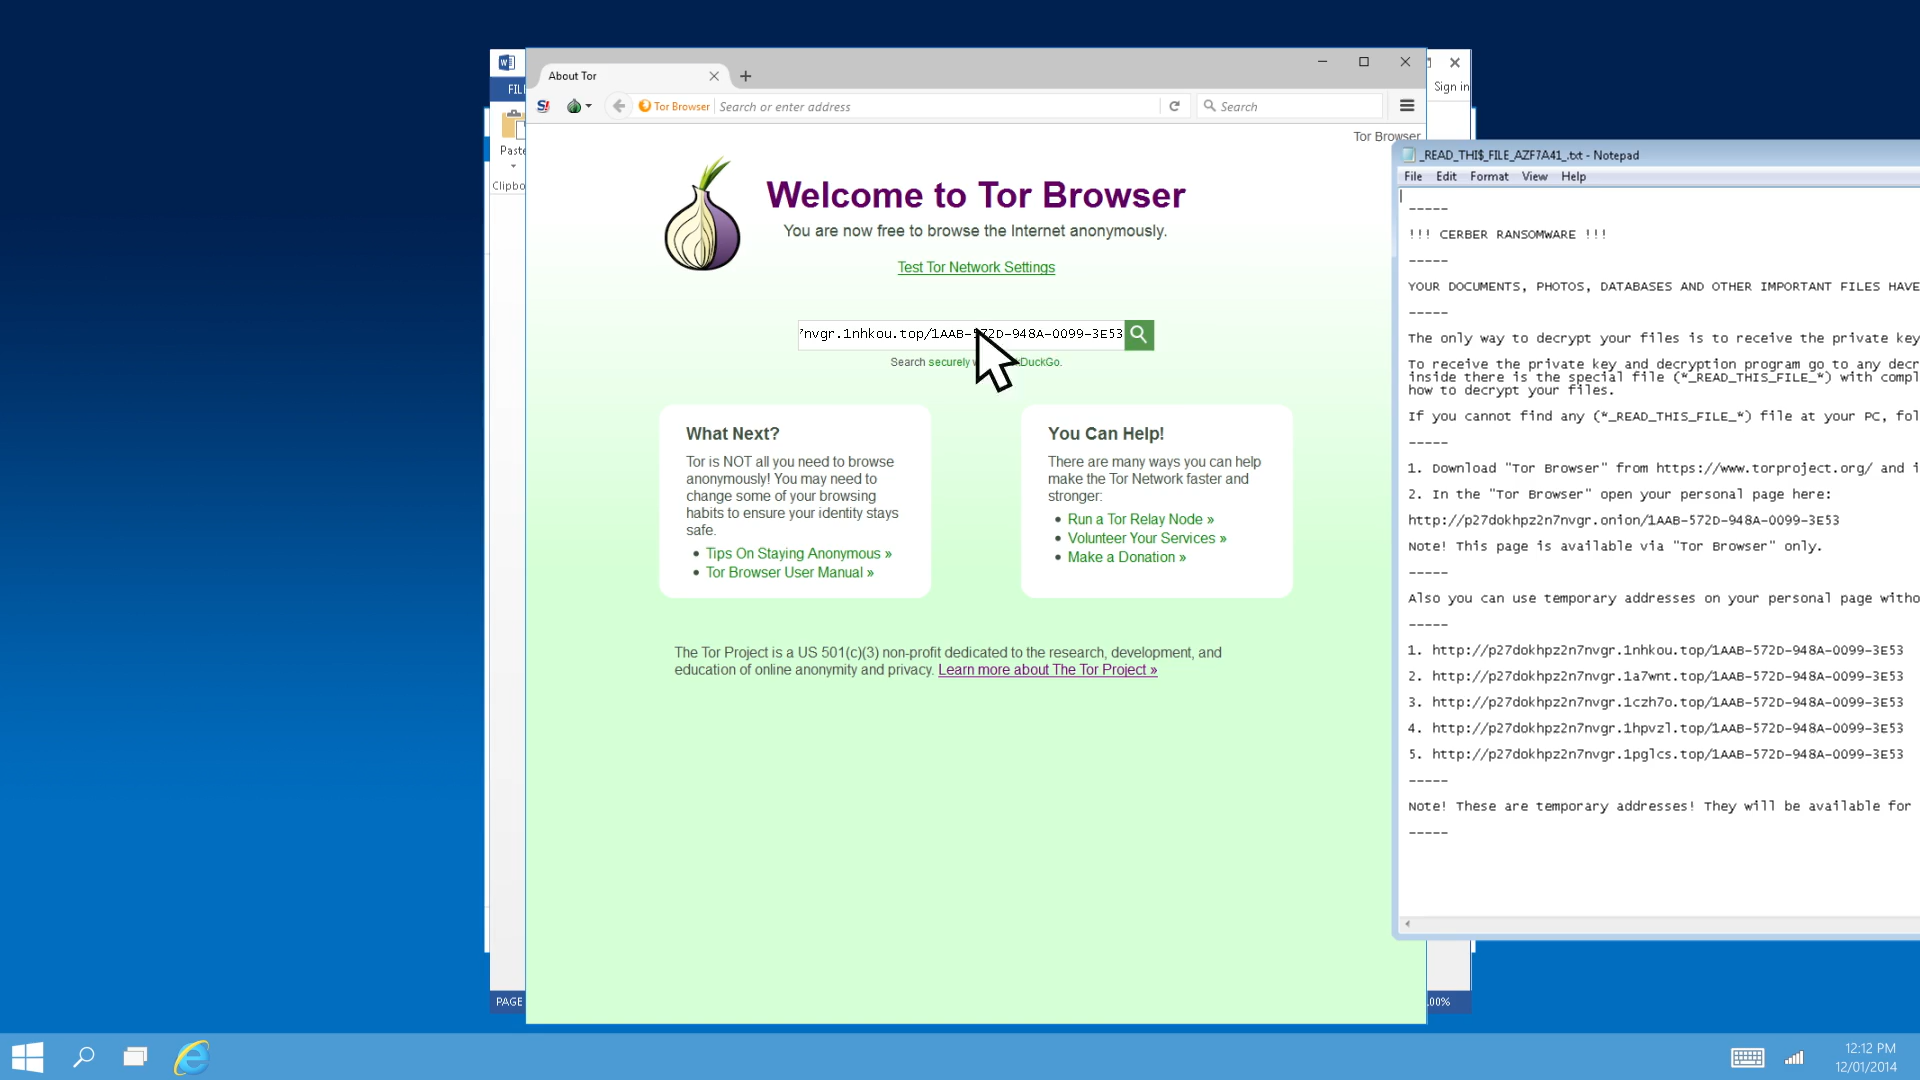 FIL
Paste
Clipbo
PAGE
About Tor
Tor Browser
Search or enter address
Search
Sign in
Tor Browser
Welcome to Tor Browser
You are now free to browse the Internet anonymously.
Test Tor Network Settings
nvgr.1nhkou.top/1AAB-572D-948A-0099-3E53
Search securely DuckGo.
What Next?
Tor is NOT all you need to browse
anonymously! You may need to
change some of your browsing
habits to ensure your identity stays
safe.
Tips On Staying Anonymous »
Tor Browser User Manual »
You Can Help!
There are many ways you can help
make the Tor Network faster and
stronger:
Run a Tor Relay Node »
Volunteer Your Services »
Make a Donation »
The Tor Project is a US 501(c)(3) non-profit dedicated to the research, development, and
education of online anonymity and privacy. Learn more about The Tor Project »
_READ_THI$_FILE_AZF7A41_.txt - Notepad
File Edit Format View Help
-----
!!! CERBER RANSOMWARE !!!
-----
YOUR DOCUMENTS, PHOTOS, DATABASES AND OTHER IMPORTANT FILES HAVE
-----
The only way to decrypt your files is to receive the private key
To receive the private key and decryption program go to any decr
inside there is the special file (*_READ_THIS_FILE_*) with compl
how to decrypt your files.
If you cannot find any (*_READ_THIS_FILE_*) file at your PC, fol
-----
1. Download "Tor Browser" from https://www.torproject.org/ and i
2. In the "Tor Browser" open your personal page here:
http://p27dokhpz2n7nvgr.onion/1AAB-572D-948A-0099-3E53
Note! This page is available via "Tor Browser" only.
-----
Also you can use temporary addresses on your personal page witho
-----
1. http://p27dokhpz2n7nvgr.1nhkou.top/1AAB-572D-948A-0099-3E53
2. http://p27dokhpz2n7nvgr.1a7wnt.top/1AAB-572D-948A-0099-3E53
3. http://p27dokhpz2n7nvgr.1czh7o.top/1AAB-572D-948A-0099-3E53
4. http://p27dokhpz2n7nvgr.1hpvzl.top/1AAB-572D-948A-0099-3E53
5. http://p27dokhpz2n7nvgr.1pglcs.top/1AAB-572D-948A-0099-3E53
-----
Note! These are temporary addresses! They will be available for
-----
00%
12:12 PM
12/01/2014